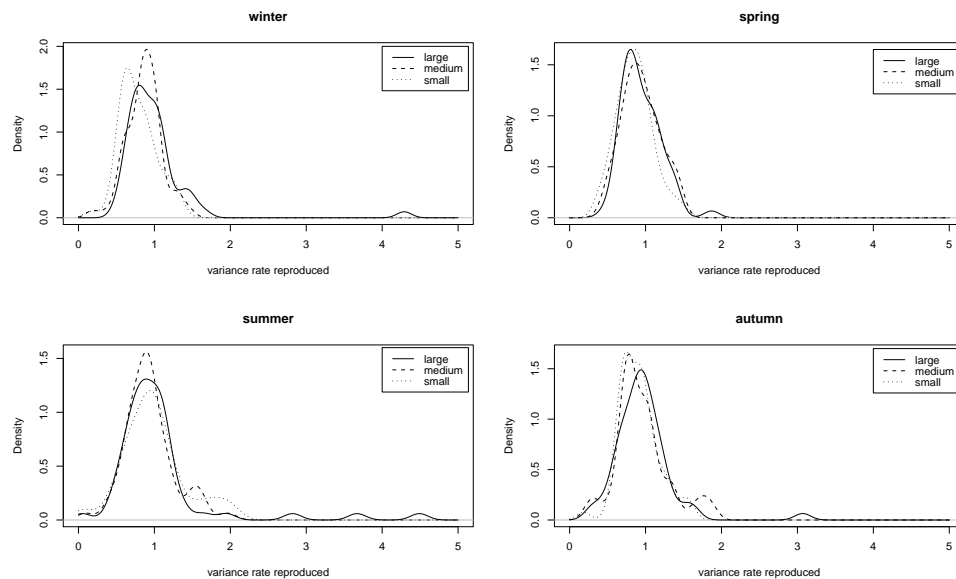 winter
large
medium
small
Density
0.0 0.5 1.0 1.5 2.0
0 1 2 3 4 5
variance rate reproduced
spring
large
medium
small
Density
0.0 0.5 1.0 1.5
0 1 2 3 4 5
variance rate reproduced
summer
large
medium
small
Density
0.0 0.5 1.0 1.5
0 1 2 3 4 5
variance rate reproduced
autumn
large
medium
small
Density
0.0 0.5 1.0 1.5
0 1 2 3 4 5
variance rate reproduced